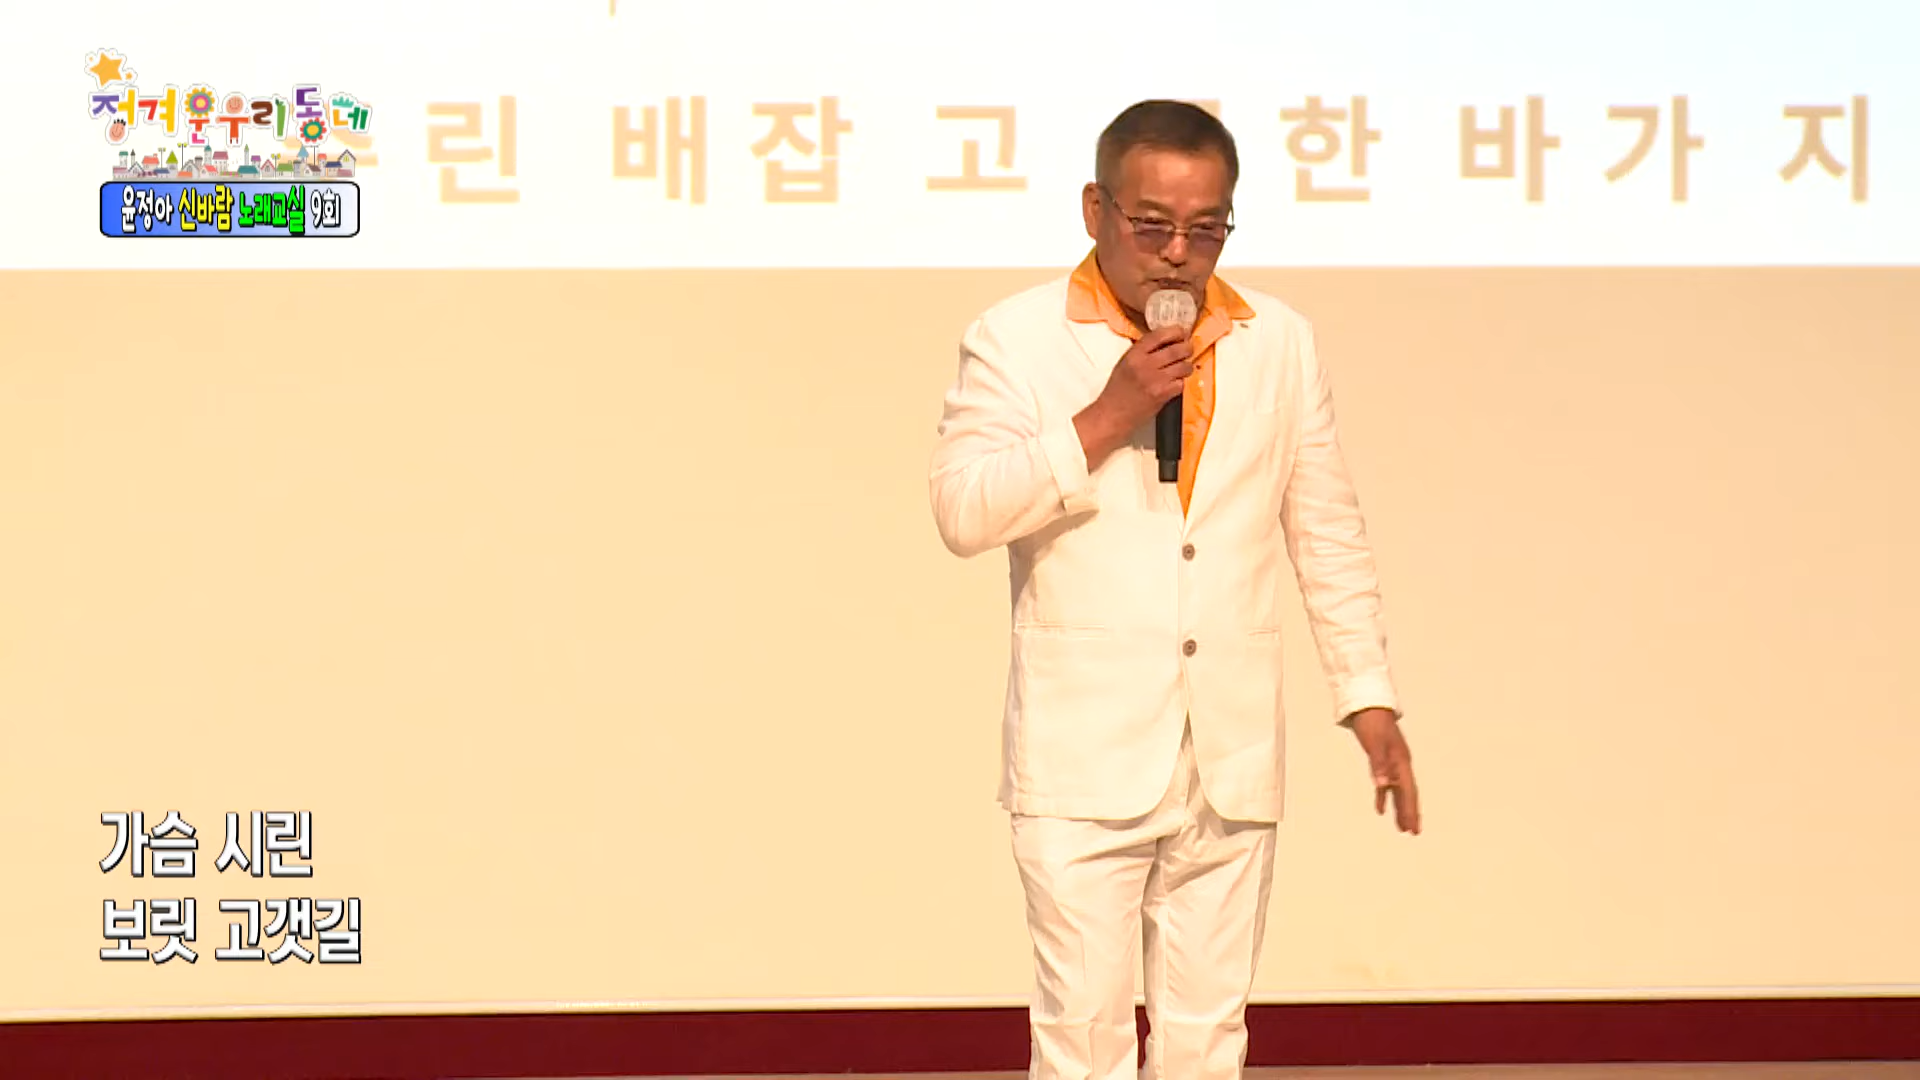 정겨운 우리동네
윤정아 신바람 노래교실 9회
린 배잡고 한바가지
가슴 시린
보릿 고갯길